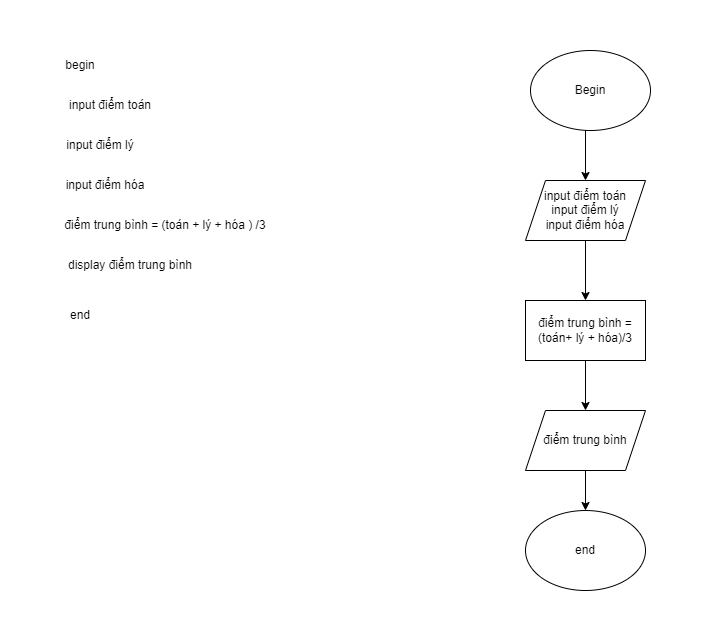 begin
input điểm toán
input điểm lý
input điểm hóa
điểm trung bình = (toán + lý + hóa ) /3
display điểm trung bình
end
Begin
input điểm toán
input điểm lý
input điểm hóa
điểm trung bình =
(toán+ lý + hóa)/3
điểm trung bình
end